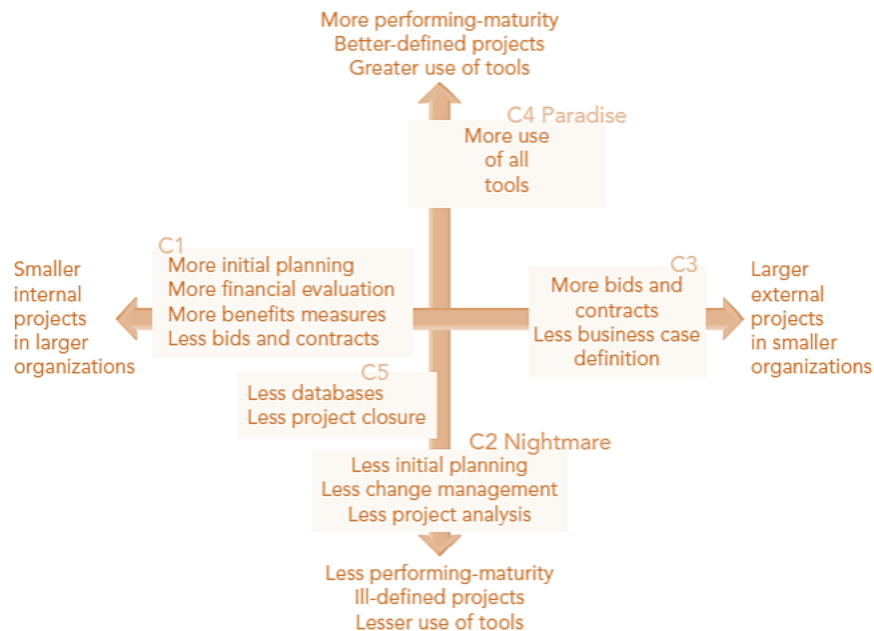 More performing-maturity
Better-defined projects
Greater use of tools
C4 Paradise
More use
of all
tools
C1
More initial planning
More financial evaluation
More benefits measures
Less bids and contracts
Smaller
internal
projects
in larger
organizations
C3
More bids and
contracts
Less business case
definition
Larger
external
projects
in smaller
organizations
C5
Less databases
Less project closure
C2 Nightmare
Less initial planning
Less change management
Less project analysis
Less performing-maturity
Ill-defined projects
Lesser use of tools